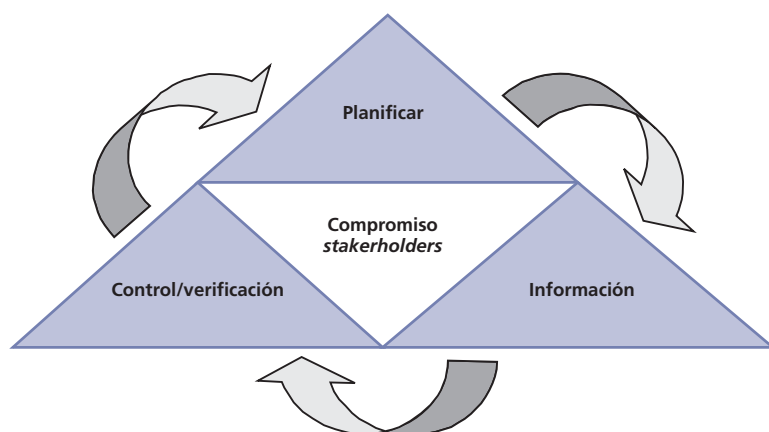 Planificar
Compromiso
stakerholders
Control/verificación
Información